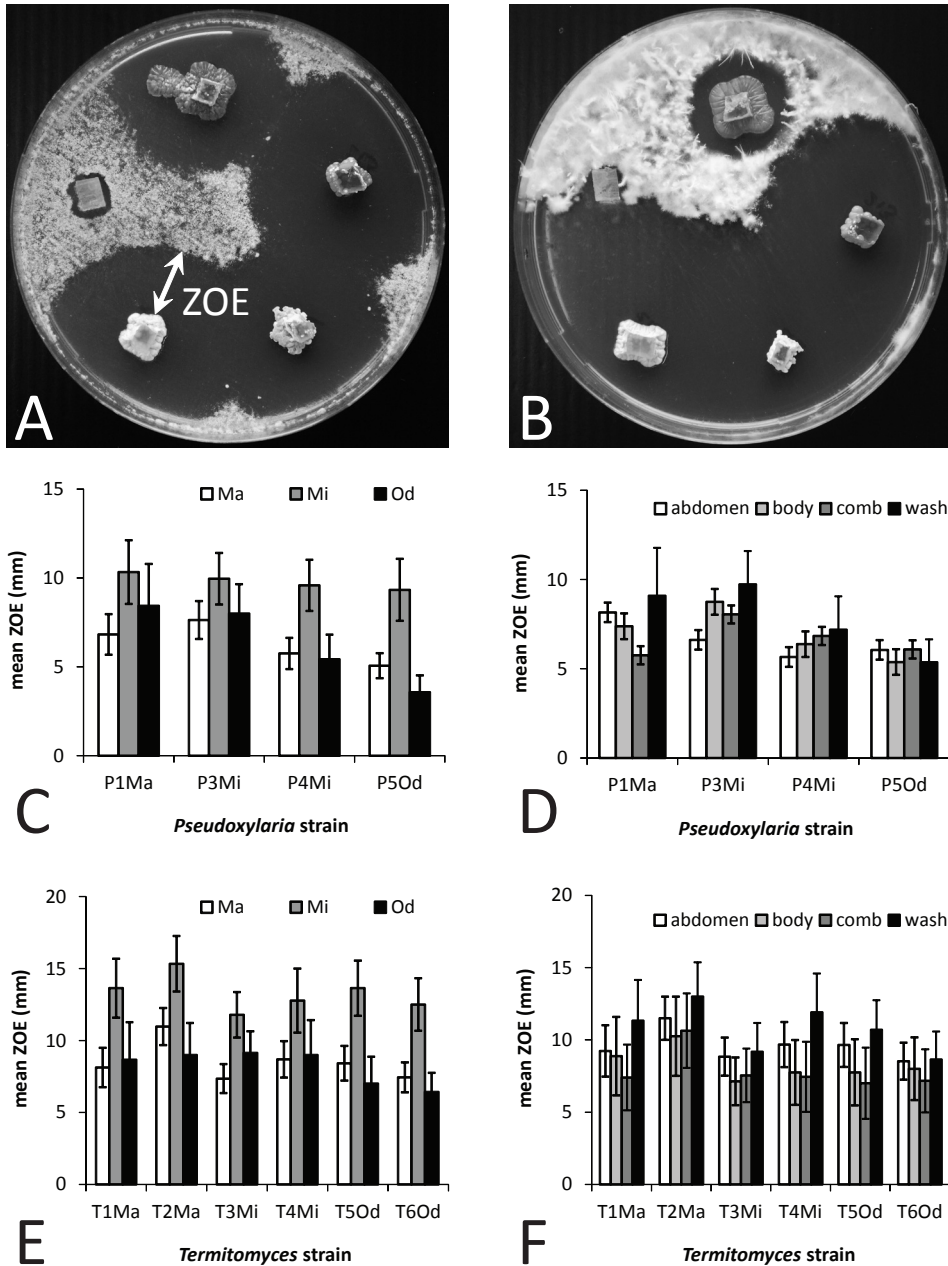 ZOE
A
B
15
10
5
0
mean ZOE (mm)
Ma Mi Od
P1Ma P3Mi P4Mi P5Od
Pseudoxylaria strain
C
15
10
5
0
mean ZOE (mm)
abdomen body comb wash
P1Ma P3Mi P4Mi P5Od
Pseudoxylaria strain
D
20
15
10
5
0
mean ZOE (mm)
Ma Mi Od
T1Ma T2Ma T3Mi T4Mi T5Od T6Od
Termitomyces strain
E
20
15
10
5
0
mean ZOE (mm)
abdomen body comb wash
T1Ma T2Ma T3Mi T4Mi T5Od T6Od
Termitomyces strain
F